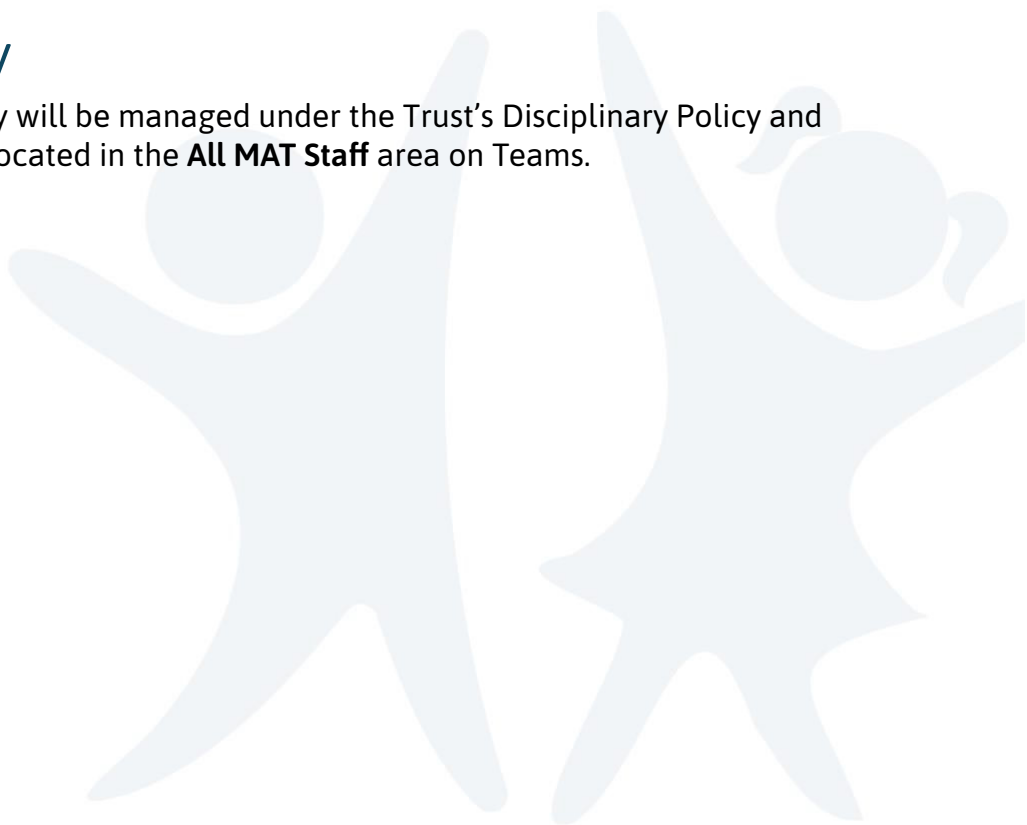 y
y will be managed under the Trust’s Disciplinary Policy and
ocated in the All MAT Staff area on Teams.